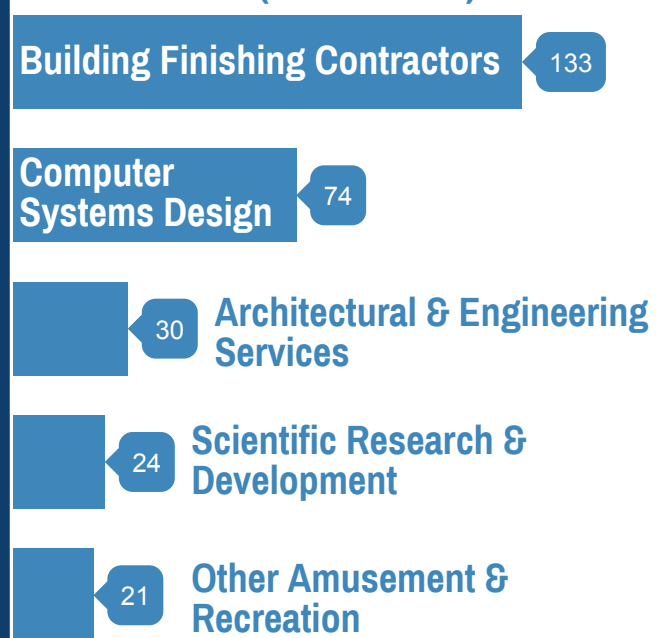 Building Finishing Contractors
133
Computer
Systems Design
74
30
Architectural & Engineering
Services
24
Scientific Research &
Development
21
Other Amusement &
Recreation